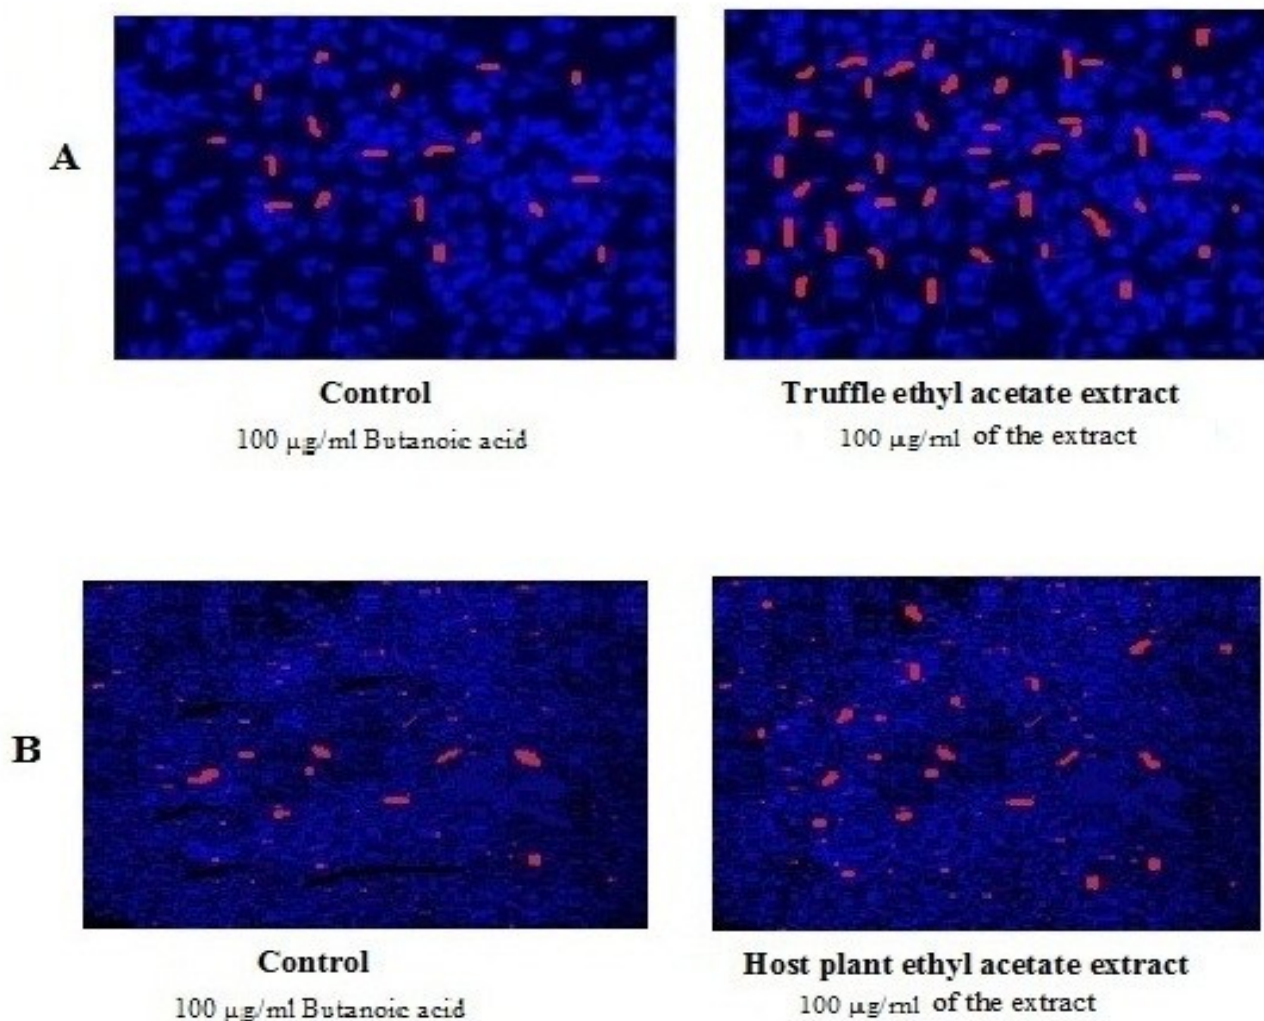 A
Control
100 µg/ml Butanoic acid
Truffle ethyl acetate extract
100 µg/ml of the extract
B
Control
100 µg/ml Butanoic acid
Host plant ethyl acetate extract
100 µg/ml of the extract